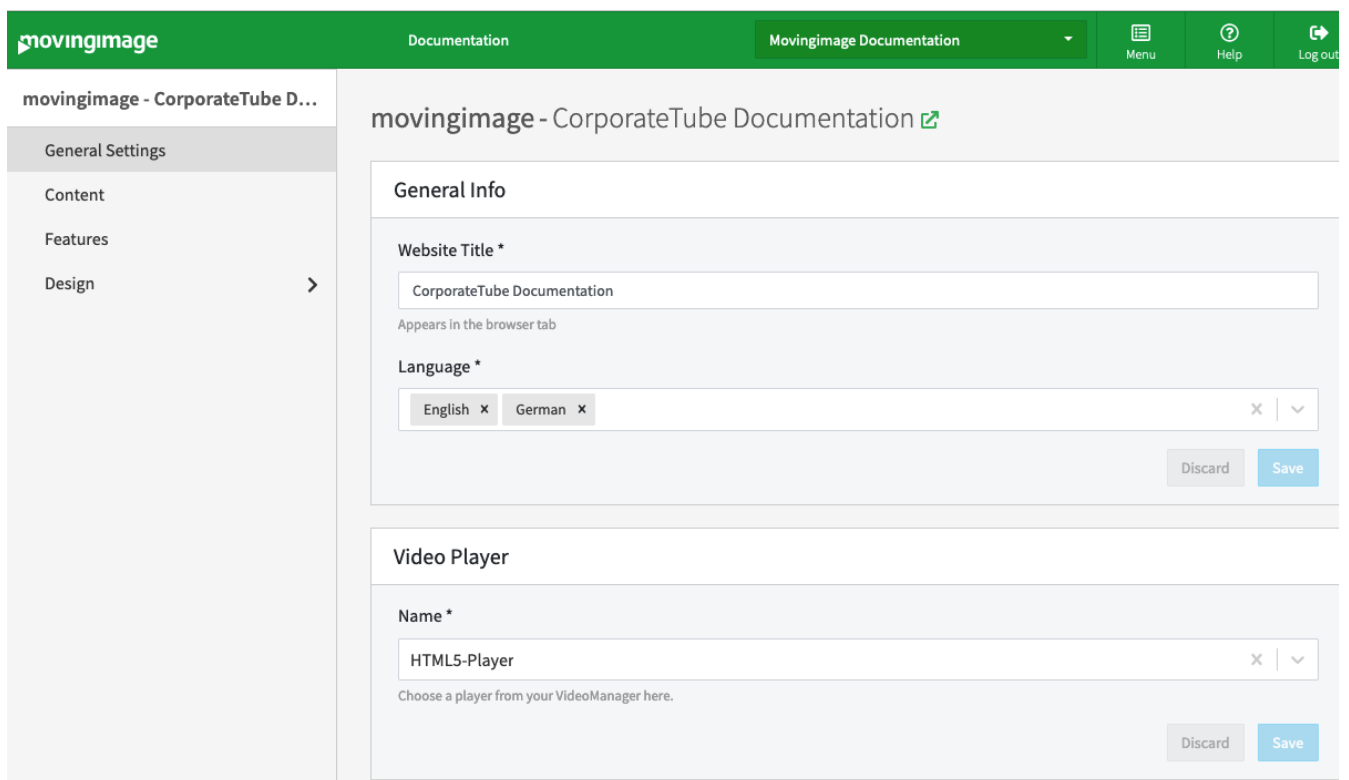 movingimage
Documentation
Movingimage Documentation
Menu
Help
Log out
movingimage - CorporateTube D...
General Settings
Content
Features
Design
movingimage - CorporateTube Documentation
General Info
Website Title *
CorporateTube Documentation
Appears in the browser tab
Language *
English × German ×
Discard Save
Video Player
Name *
HTML5-Player
Choose a player from your VideoManager here.
Discard Save